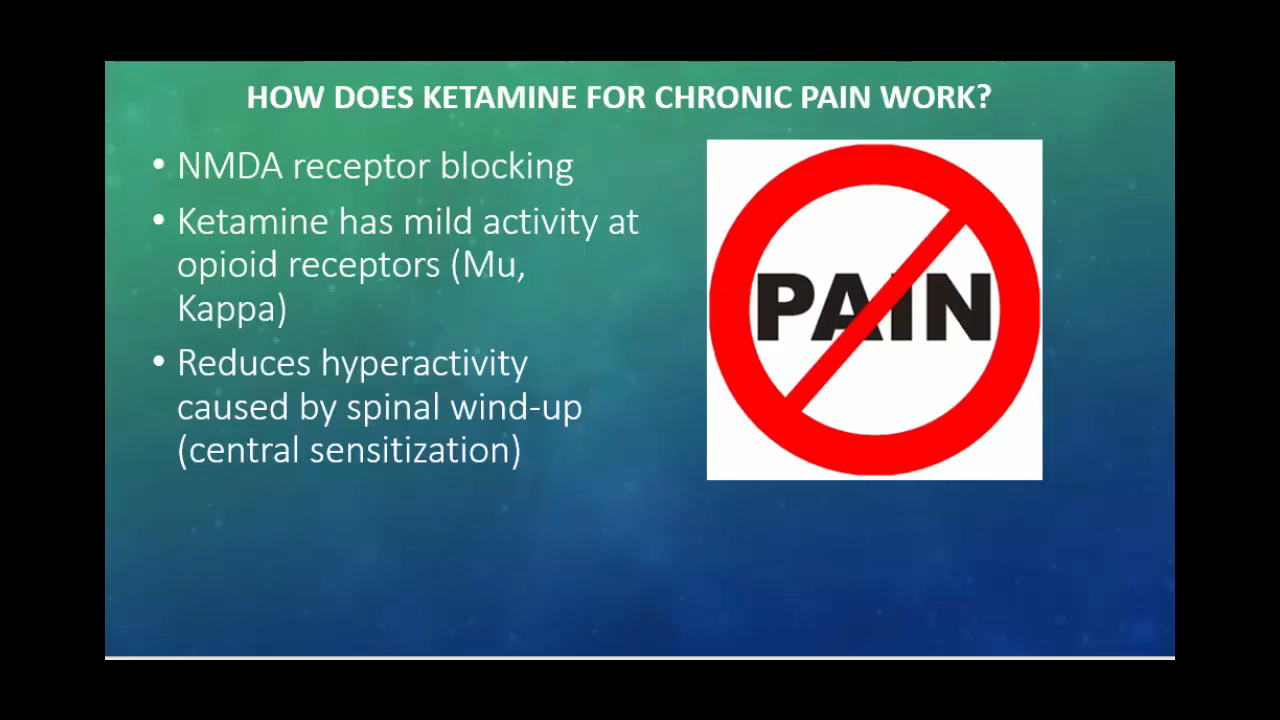 HOW DOES KETAMINE FOR CHRONIC PAIN WORK?
• NMDA receptor blocking
• Ketamine has mild activity at
opioid receptors (Mu,
Kappa)
• Reduces hyperactivity
caused by spinal wind-up
(central sensitization)
PAIN